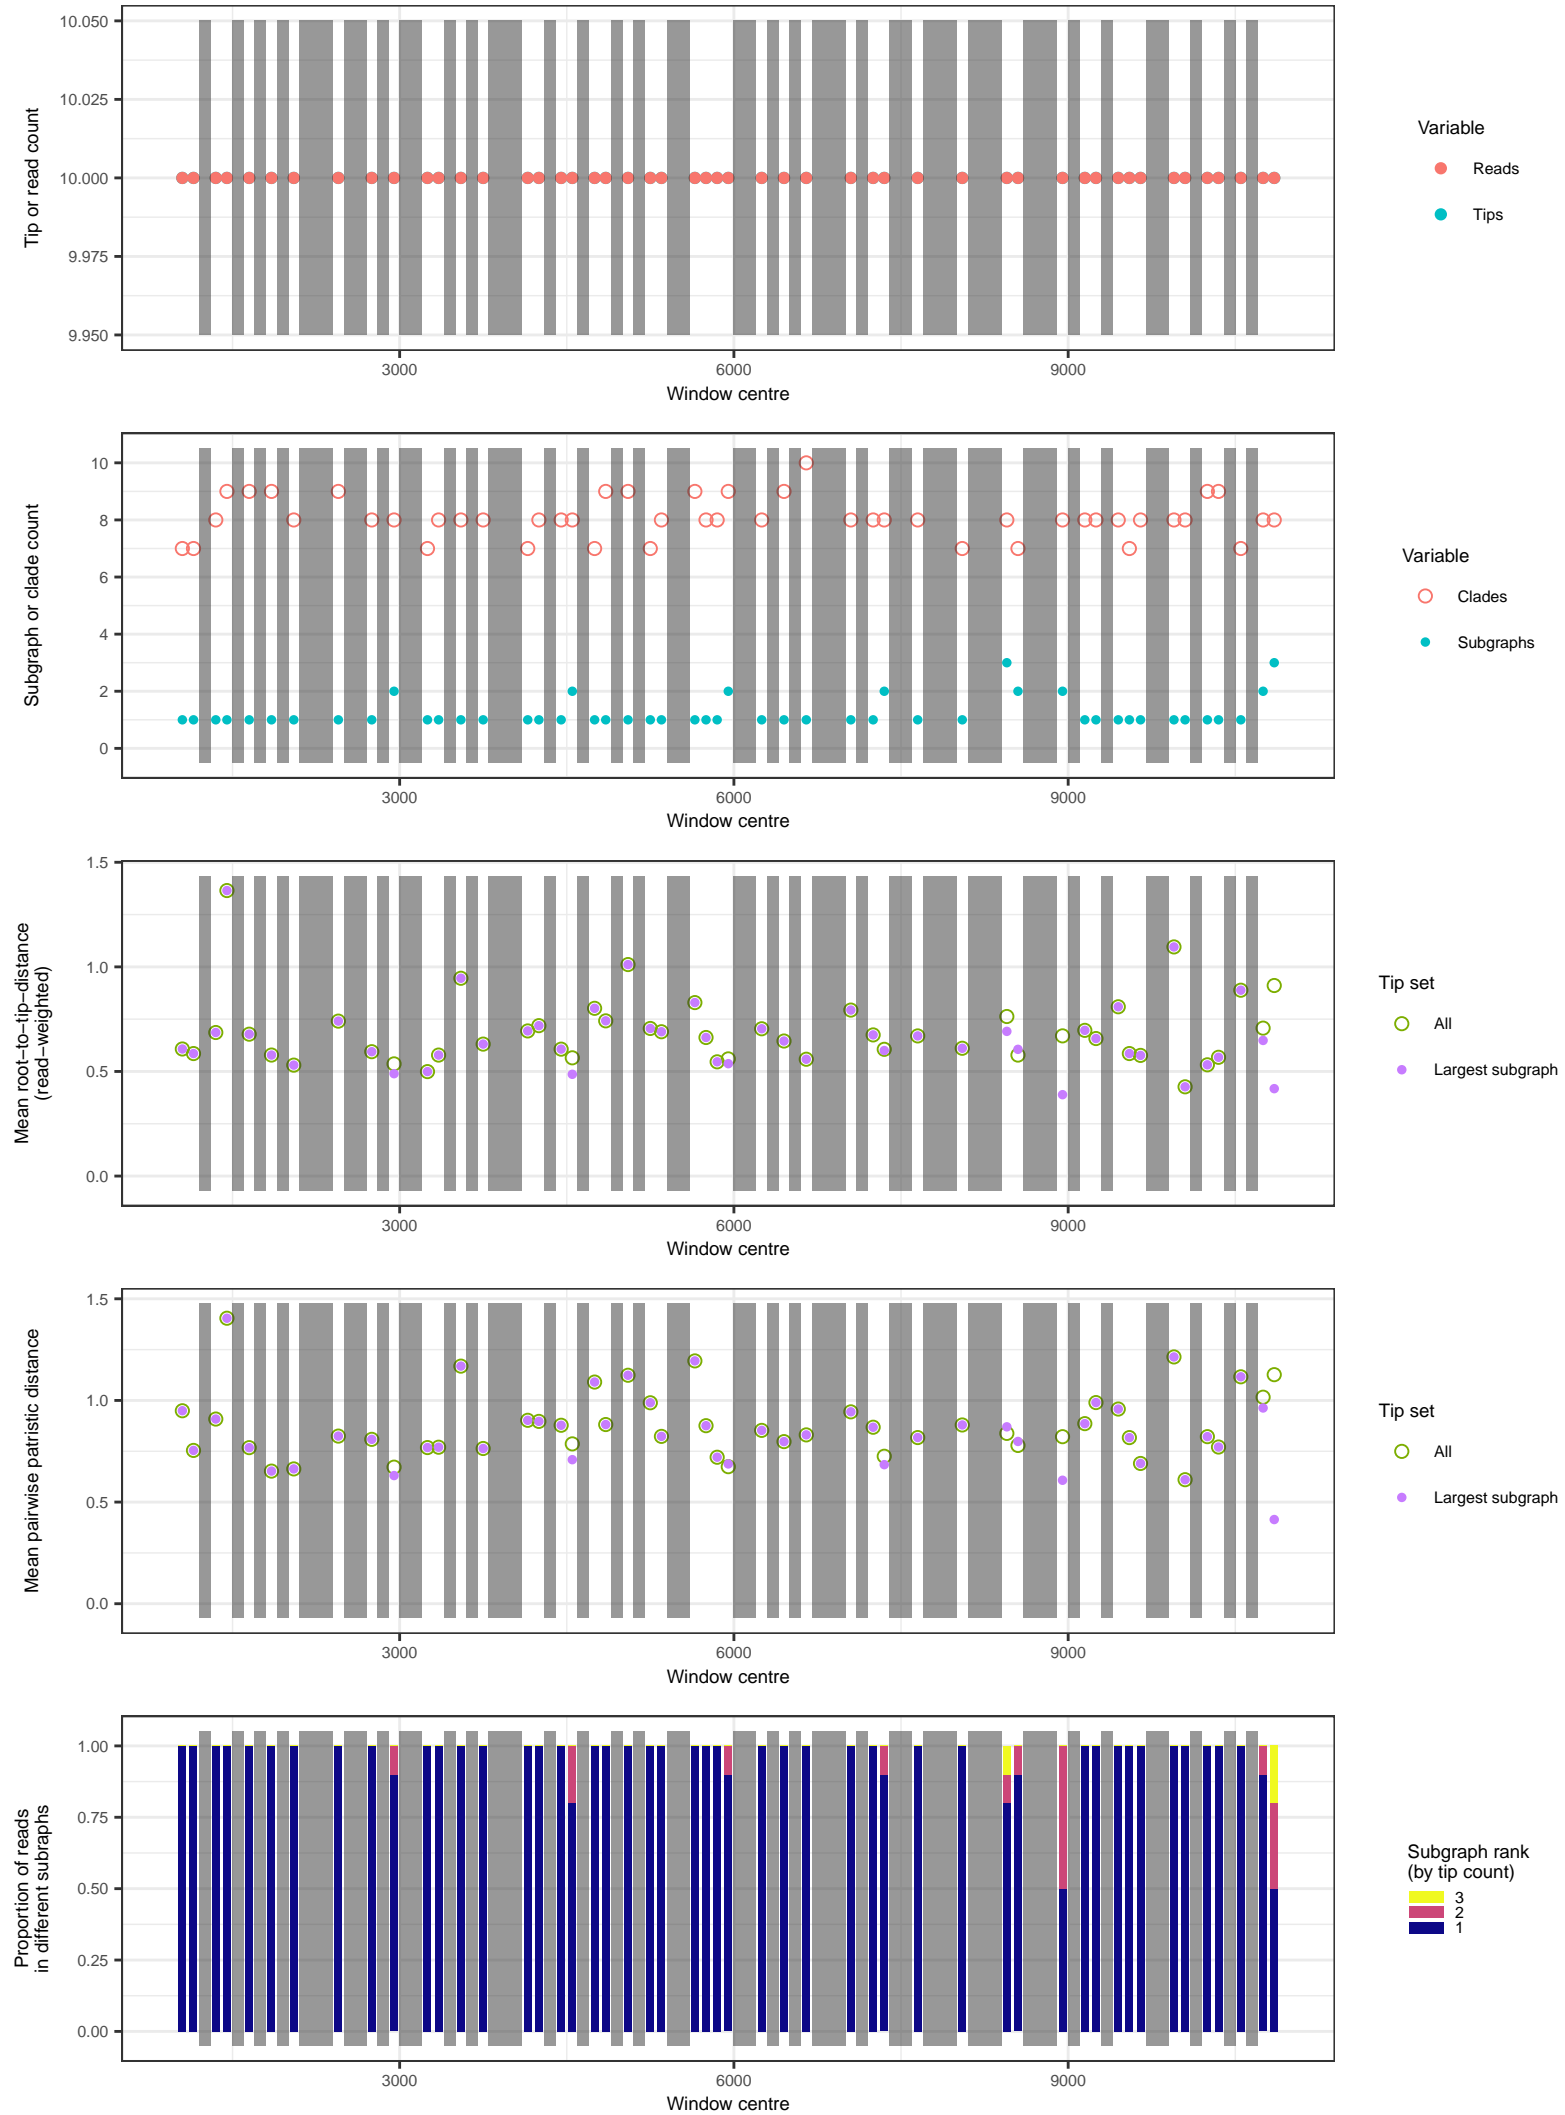 10.050
10.025
10.000
9.975
9.950
Tip or read count
3000
6000
9000
Window centre
Variable
Reads
Tips
10
8
6
4
2
0
Subgraph or clade count
3000
6000
9000
Window centre
Variable
Clades
Subgraphs
1.5
1.0
0.5
0.0
Mean root−to−tip−distance
(read−weighted)
3000
6000
9000
Window centre
Tip set
All
Largest subgraph
1.5
1.0
0.5
0.0
Mean pairwise patristic distance
3000
6000
9000
Window centre
Tip set
All
Largest subgraph
1.00
0.75
0.50
0.25
0.00
Proportion of reads
in different subraphs
3000
6000
9000
Window centre
Subgraph rank
(by tip count)
3
2
1